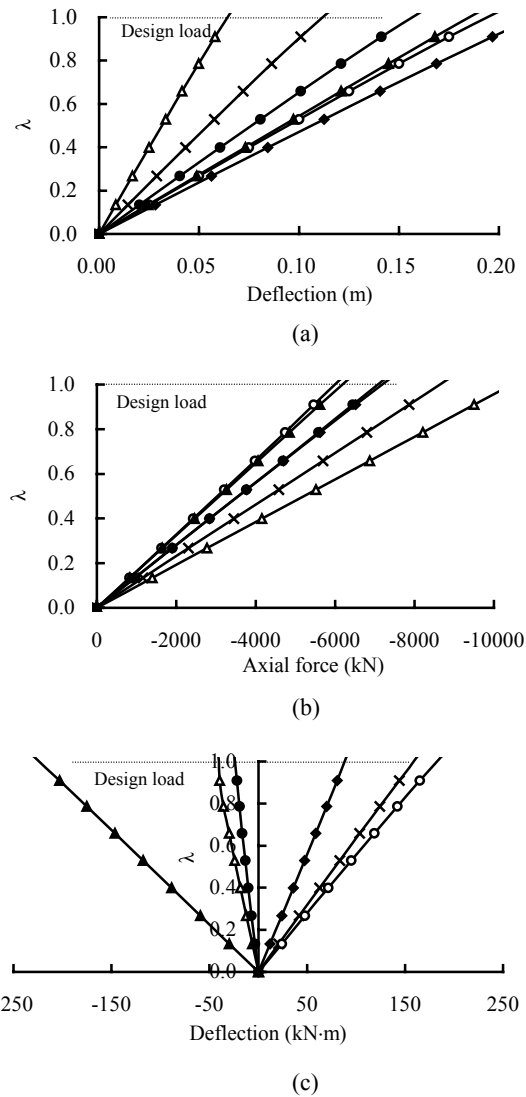 1.0
Design load
0.8
0.6
λ
0.4
0.2
0.0
0.00 0.05 0.10 0.15 0.20
Deflection (m)
(a)
1.0
Design load
0.8
0.6
λ
0.4
0.2
0.0
0 -2000 -4000 -6000 -8000 -10000
Axial force (kN)
(b)
1.0
Design load
0.8
0.6
λ
0.4
0.2
0.0
250 -150 -50 50 150 250
Deflection (kN·m)
(c)